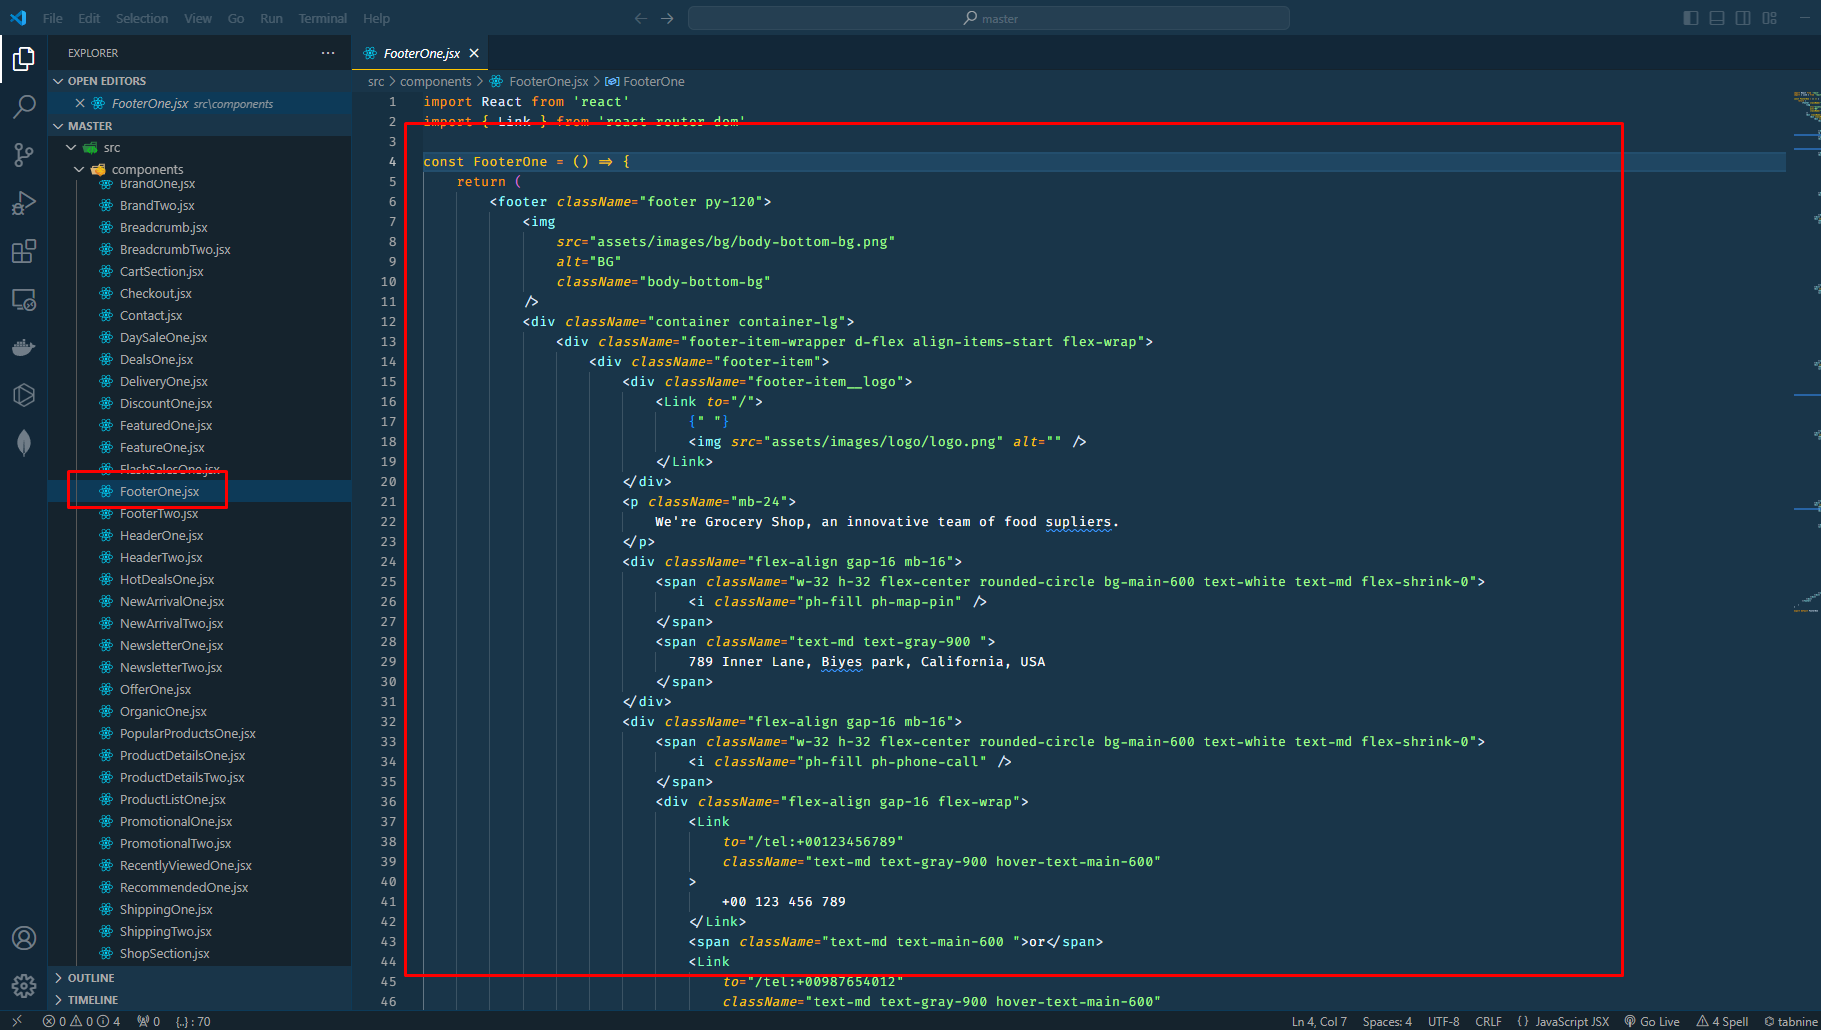 File Edit Selection View Go Run Terminal Help
master
EXPLORER
OPEN EDITORS
FooterOne.jsx src\components
MASTER
src
components
BrandOne.jsx
BrandTwo.jsx
Breadcrumb.jsx
BreadcrumbTwo.jsx
CartSection.jsx
Checkout.jsx
Contact.jsx
DaySaleOne.jsx
DealsOne.jsx
DeliveryOne.jsx
DiscountOne.jsx
FeaturedOne.jsx
FeatureOne.jsx
FlashSalesOne.jsx
FooterOne.jsx
FooterTwo.jsx
HeaderOne.jsx
HeaderTwo.jsx
HotDealsOne.jsx
NewArrivalOne.jsx
NewArrivalTwo.jsx
NewsletterOne.jsx
NewsletterTwo.jsx
OfferOne.jsx
OrganicOne.jsx
PopularProductsOne.jsx
ProductDetailsOne.jsx
ProductDetailsTwo.jsx
ProductListOne.jsx
PromotionalOne.jsx
PromotionalTwo.jsx
RecentlyViewedOne.jsx
RecommendedOne.jsx
ShippingOne.jsx
ShippingTwo.jsx
ShopSection.jsx
OUTLINE
TIMELINE
FooterOne.jsx
src > components > FooterOne.jsx > FooterOne
1 import React from 'react'
2 import { Link } from 'react-router-dom'
3
4 const FooterOne = () => {
5 return (
6 <footer className="footer py-120">
7 <img
8 src="assets/images/bg/body-bottom-bg.png"
9 alt="BG"
10 className="body-bottom-bg"
11 />
12 <div className="container container-lg">
13 <div className="footer-item-wrapper d-flex align-items-start flex-wrap">
14 <div className="footer-item">
15 <div className="footer-item__logo">
16 <Link to="/">
17 {" "}
18 <img src="assets/images/logo/logo.png" alt="" />
19 </Link>
20 </div>
21 <p className="mb-24">
22 We're Grocery Shop, an innovative team of food supliers.
23 </p>
24 <div className="flex-align gap-16 mb-16">
25 <span className="w-32 h-32 flex-center rounded-circle bg-main-600 text-white text-md flex-shrink-0">
26 <i className="ph-fill ph-map-pin" />
27 </span>
28 <span className="text-md text-gray-900 ">
29 789 Inner Lane, Biyes park, California, USA
30 </span>
31 </div>
32 <div className="flex-align gap-16 mb-16">
33 <span className="w-32 h-32 flex-center rounded-circle bg-main-600 text-white text-md flex-shrink-0">
34 <i className="ph-fill ph-phone-call" />
35 </span>
36 <div className="flex-align gap-16 flex-wrap">
37 <Link
38 to="/tel:+00123456789"
39 className="text-md text-gray-900 hover-text-main-600"
40 >
41 +00 123 456 789
42 </Link>
43 <span className="text-md text-main-600 ">or</span>
44 <Link
45 to="/tel:+00987654012"
46 className="text-md text-gray-900 hover-text-main-600"
0 0 4 0 {..} : 70
Ln 4, Col 7 Spaces: 4 UTF-8 CRLF {} JavaScript JSX Go Live 4 Spell tabnine